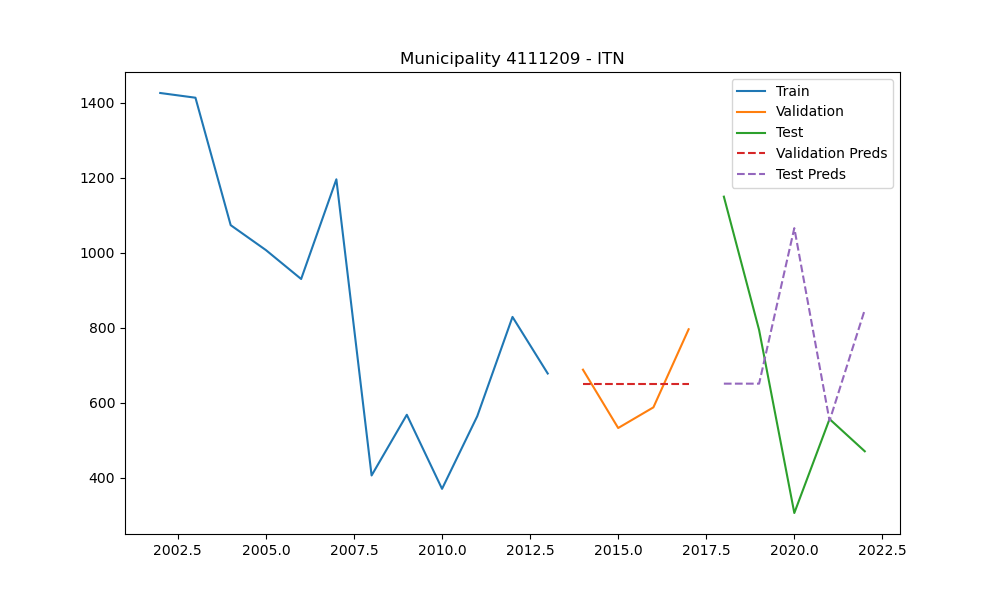 Municipality 4111209 - ITN
Train
Validation
Test
Validation Preds
Test Preds
1400
1200
1000
800
600
400
2002.5 2005.0 2007.5 2010.0 2012.5 2015.0 2017.5 2020.0 2022.5